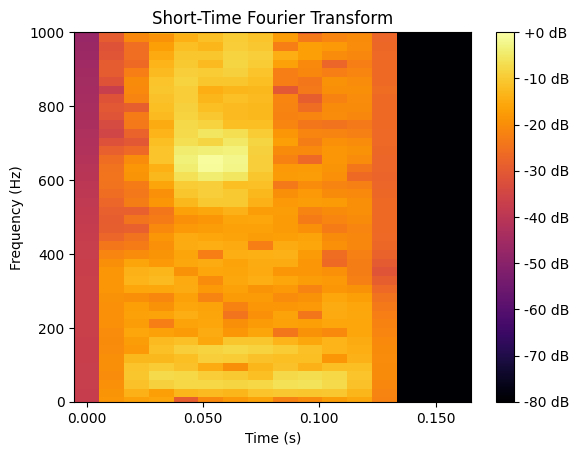 Short-Time Fourier Transform
1000
800
600
400
200
0
Frequency (Hz)
0.000
0.050
0.100
0.150
Time (s)
+0 dB
-10 dB
-20 dB
-30 dB
-40 dB
-50 dB
-60 dB
-70 dB
-80 dB